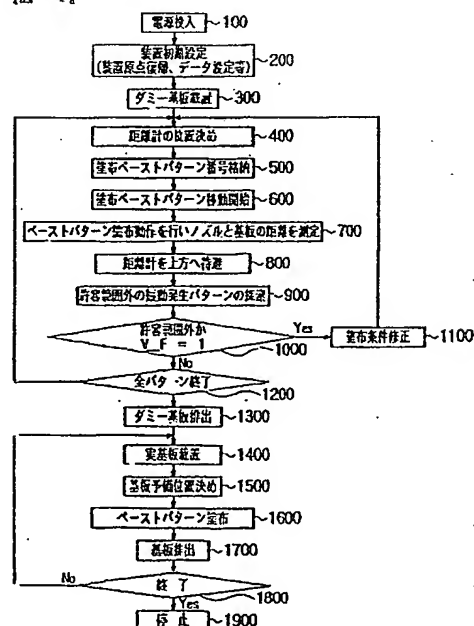 電源投入 100
装置初期設定
(装置原点復帰、データ設定等) 200
ダミー基板載置 300
距離計の位置決め 400
塗布ペーストパターン番号格納 500
塗布ペーストパターン移動開始 600
ペーストパターン塗布動作を行いノズルと基板の距離を測定 700
距離計を上方へ待避 800
許容範囲外の振動発生パターンの探索 900
許容範囲外か
V_F = 1 1000
Yes
塗布条件修正 1100
No
全パターン終了 1200
ダミー基板排出 1300
実基板載置 1400
基板予備位置決め 1500
ペーストパターン塗布 1600
基板排出 1700
No
終了 1800
Yes
停止 1900